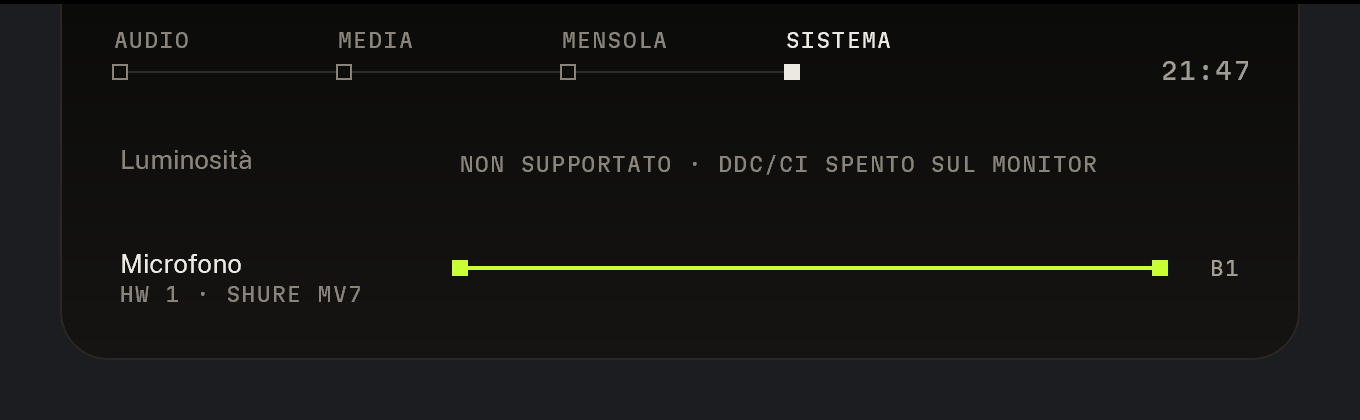 AUDIO MEDIA MENSOLA SISTEMA
21:47
Luminosità NON SUPPORTATO · DDC/CI SPENTO SUL MONITOR
Microfono B1
HW 1 · SHURE MV7